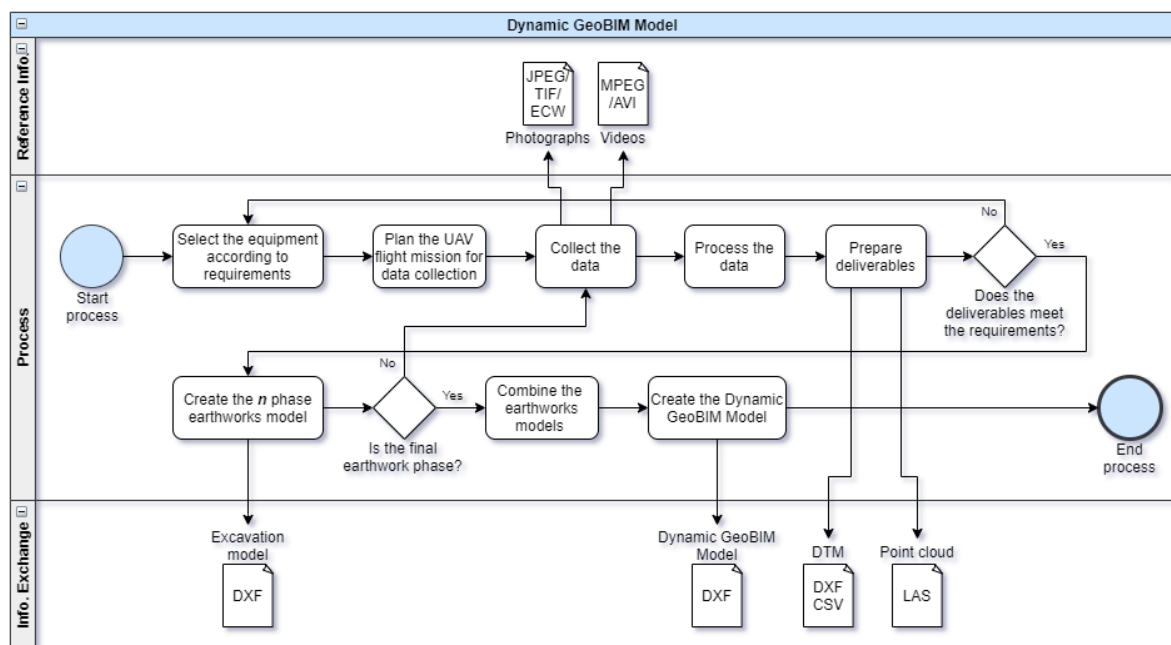 Dynamic GeoBIM Model
Reference Info.
JPEG/
TIF/
ECW
Photographs
MPEG
/AVI
Videos
Process
Start
process
Select the equipment
according to
requirements
Plan the UAV
flight mission for
data collection
Collect the
data
Process the
data
Prepare
deliverables
No
Yes
Does the
deliverables meet
the requirements?
Create the n phase
earthworks model
No
Yes
Is the final
earthwork phase?
Combine the
earthworks
models
Create the Dynamic
GeoBIM Model
End
process
Info. Exchange
Excavation
model
DXF
Dynamic GeoBIM
Model
DXF
DTM
DXF
CSV
Point cloud
LAS